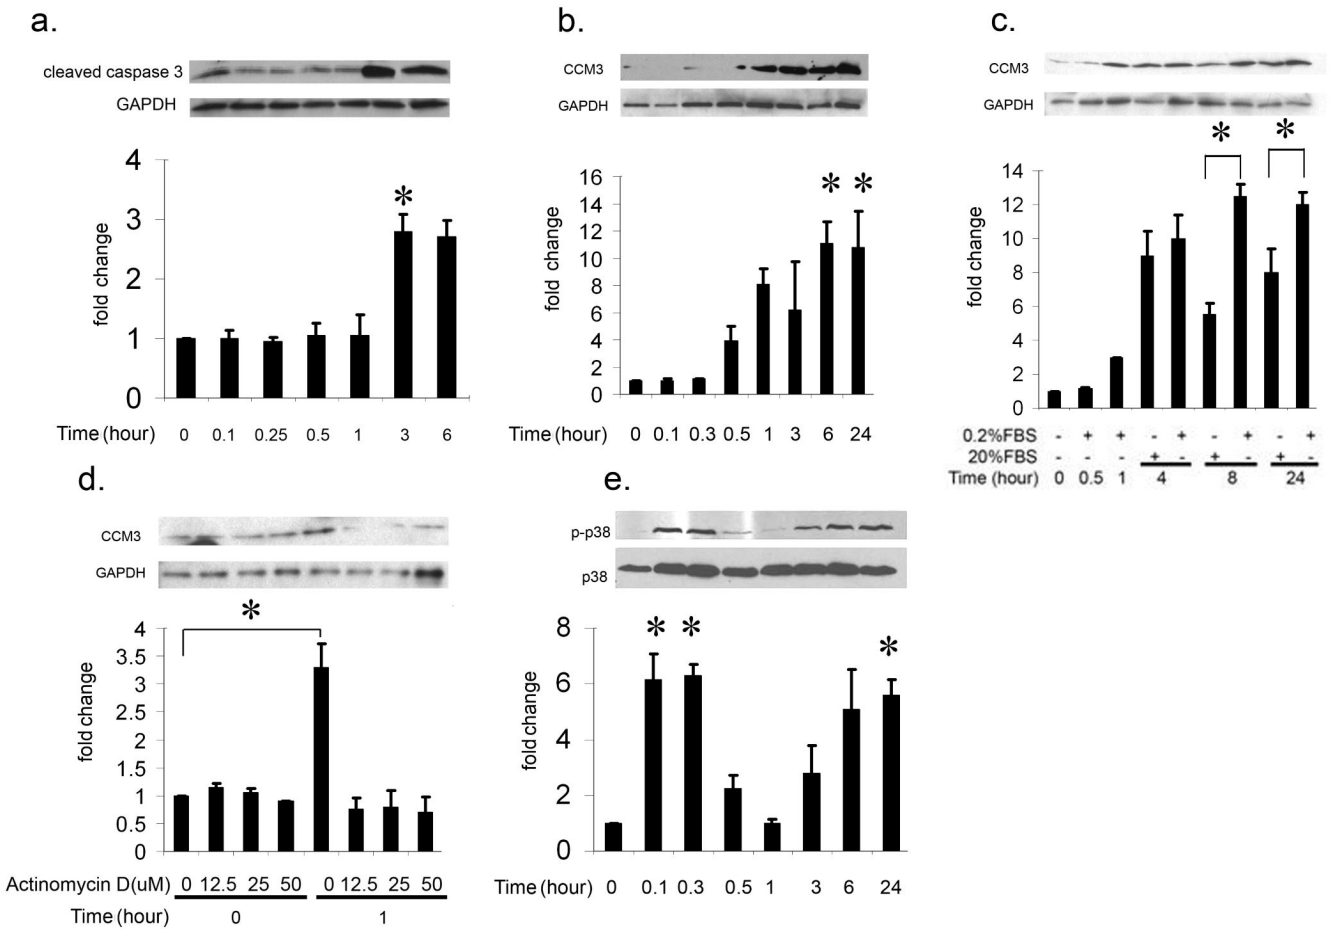 a.
cleaved caspase 3
GAPDH
*
4
3
2
1
0
fold change
Time (hour) 0 0.1 0.25 0.5 1 3 6
b.
CCM3
GAPDH
* *
16
14
12
10
8
6
4
2
0
fold change
Time (hour) 0 0.1 0.3 0.5 1 3 6 24
c.
CCM3
GAPDH
* *
14
12
10
8
6
4
2
0
fold change
0.2%FBS - + + - + - + - +
20%FBS - - - + - + - + -
Time (hour) 0 0.5 1 4 8 24
d.
CCM3
GAPDH
*
4
3.5
3
2.5
2
1.5
1
0.5
0
fold change
Actinomycin D(uM) 0 12.5 25 50 0 12.5 25 50
Time (hour) 0 1
e.
p-p38
p38
* * *
8
6
4
2
0
fold change
Time (hour) 0 0.1 0.3 0.5 1 3 6 24